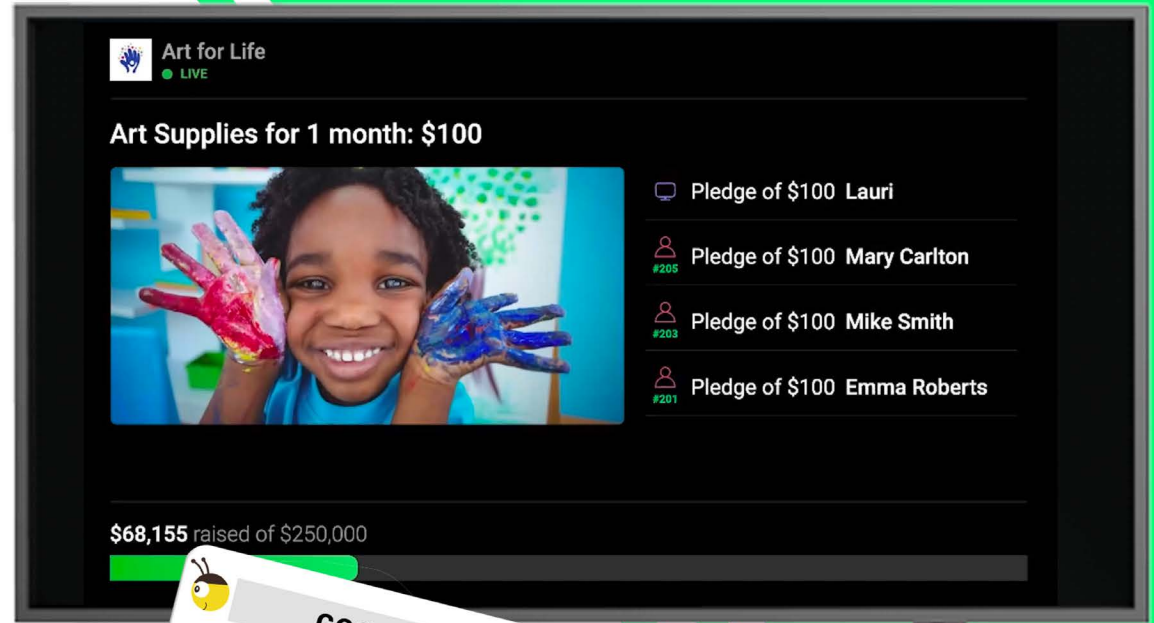 Art for Life
LIVE
Art Supplies for 1 month: $100
Pledge of $100 Lauri
#205
Pledge of $100 Mary Carlton
#203
Pledge of $100 Mike Smith
#201
Pledge of $100 Emma Roberts
$68,155 raised of $250,000